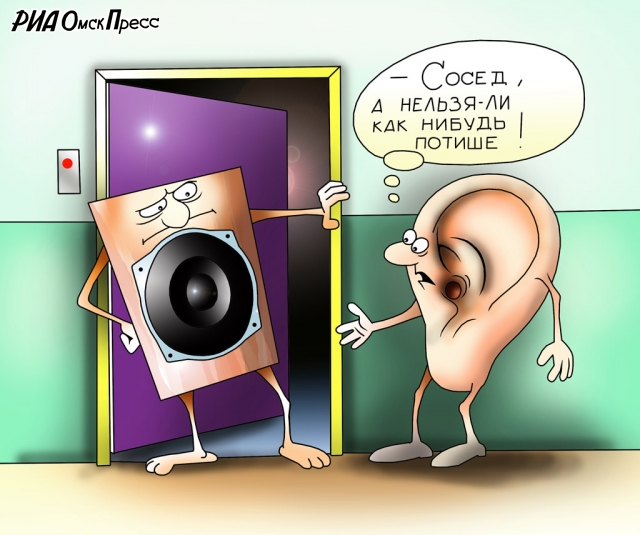 РИА ОмскПресс
– Сосед,
а нельзя-ли
как нибудь
потише!